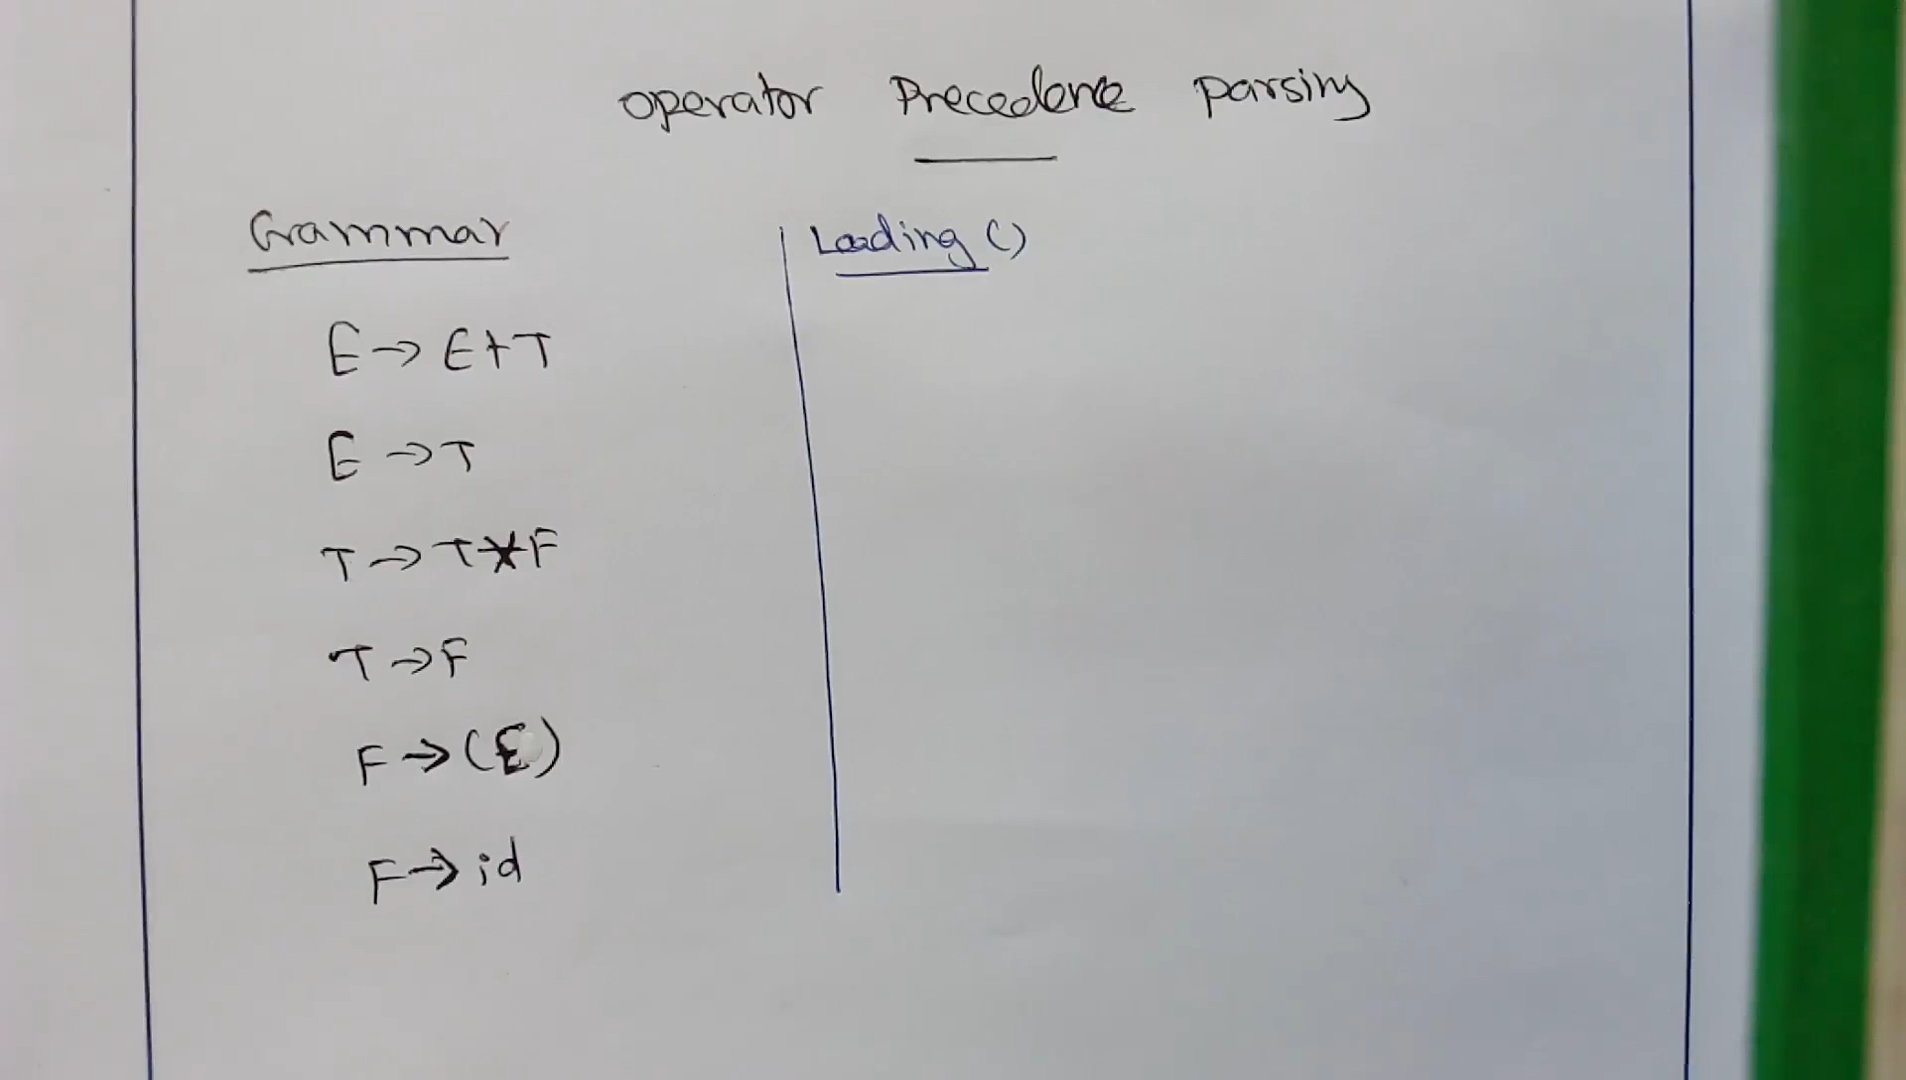 operator Precedence parsing
Grammar
Leading ()
E → E+T
E → T
T → T*F
T → F
F → (E)
F → id